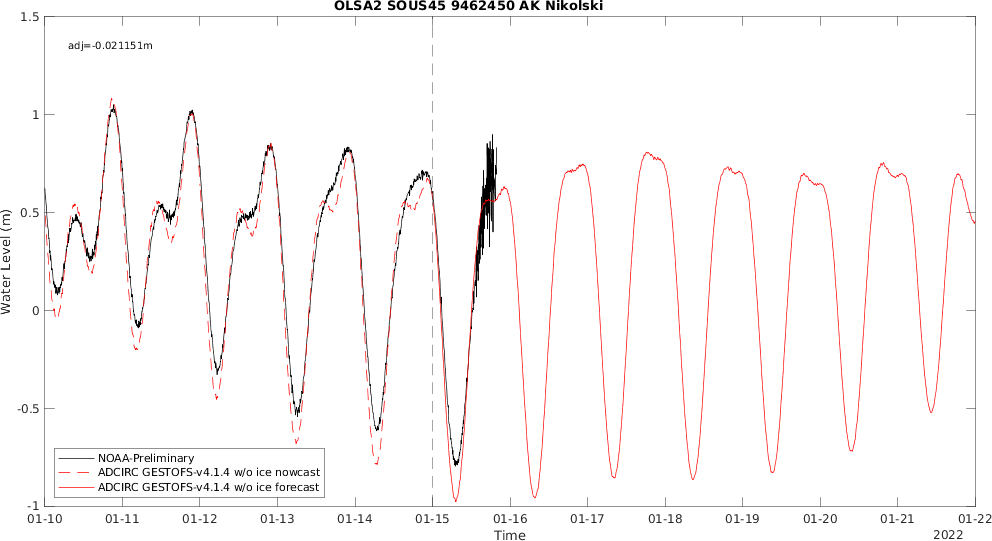 OLSA2 SOUS45 9462450 AK Nikolski
adj=-0.021151m
1.5
1
0.5
0
-0.5
-1
Water Level (m)
NOAA-Preliminary
ADCIRC GESTOFS-v4.1.4 w/o ice nowcast
ADCIRC GESTOFS-v4.1.4 w/o ice forecast
01-10 01-11 01-12 01-13 01-14 01-15 01-16 01-17 01-18 01-19 01-20 01-21 01-22
Time
2022